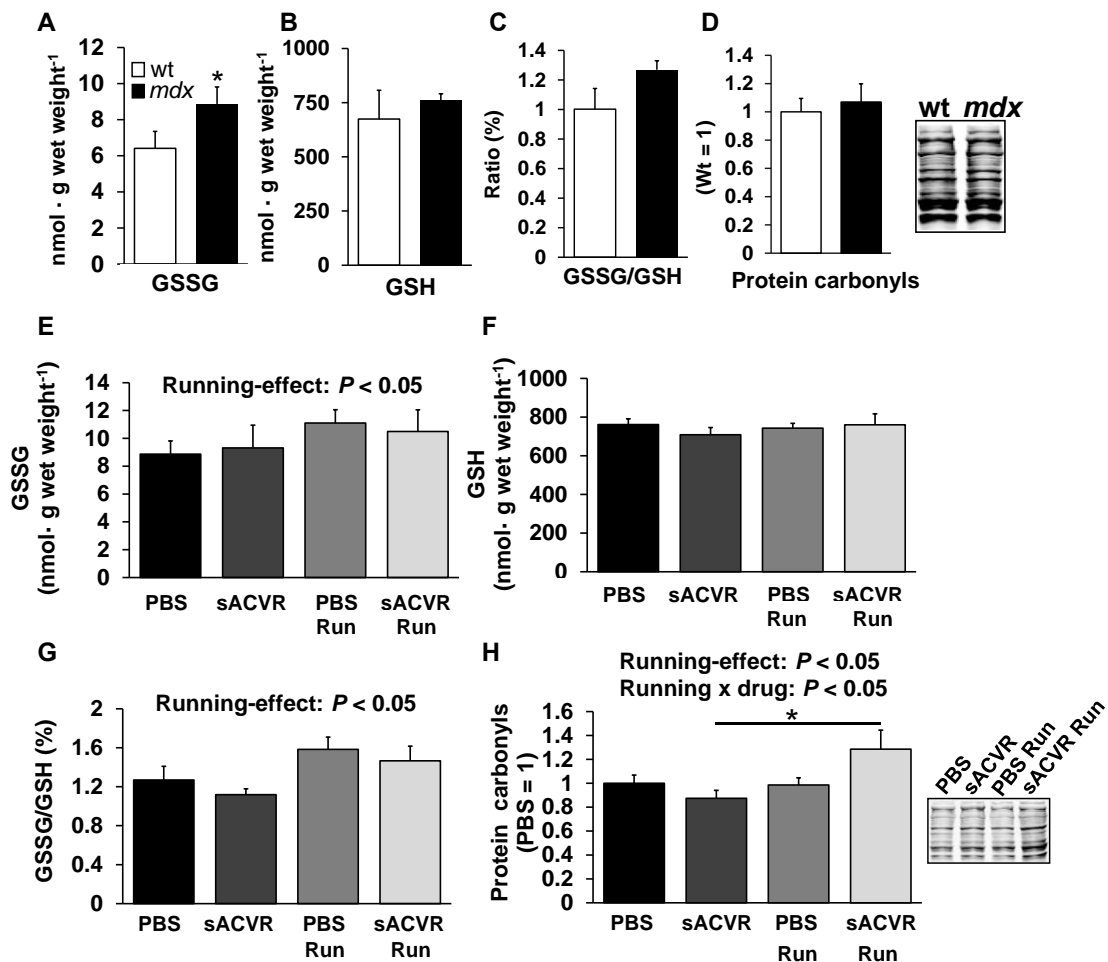 A
nmol · g wet weight⁻¹
12
10
8
6
4
2
0
wt
mdx
*
GSSG
B
nmol · g wet weight⁻¹
1000
750
500
250
0
GSH
C
Ratio (%)
1.4
1.2
1
0.8
0.6
0.4
0.2
0
GSSG/GSH
D
(Wt = 1)
1.4
1.2
1
0.8
0.6
0.4
0.2
0
Protein carbonyls
wt mdx
E
Running-effect: P < 0.05
GSSG
(nmol· g wet weight⁻¹)
14
12
10
8
6
4
2
0
PBS sACVR PBS sACVR
Run Run
F
GSH
(nmol· g wet weight⁻¹)
1000
800
600
400
200
0
PBS sACVR PBS sACVR
Run Run
G
Running-effect: P < 0.05
GSSG/GSH (%)
2
1.6
1.2
0.8
0.4
0
PBS sACVR PBS sACVR
Run Run
H
Running-effect: P < 0.05
Running x drug: P < 0.05
*
Protein carbonyls
(PBS = 1)
1.6
1.4
1.2
1
0.8
0.6
0.4
0.2
0
PBS sACVR PBS sACVR
Run Run
PBS
sACVR
PBS Run
sACVR Run